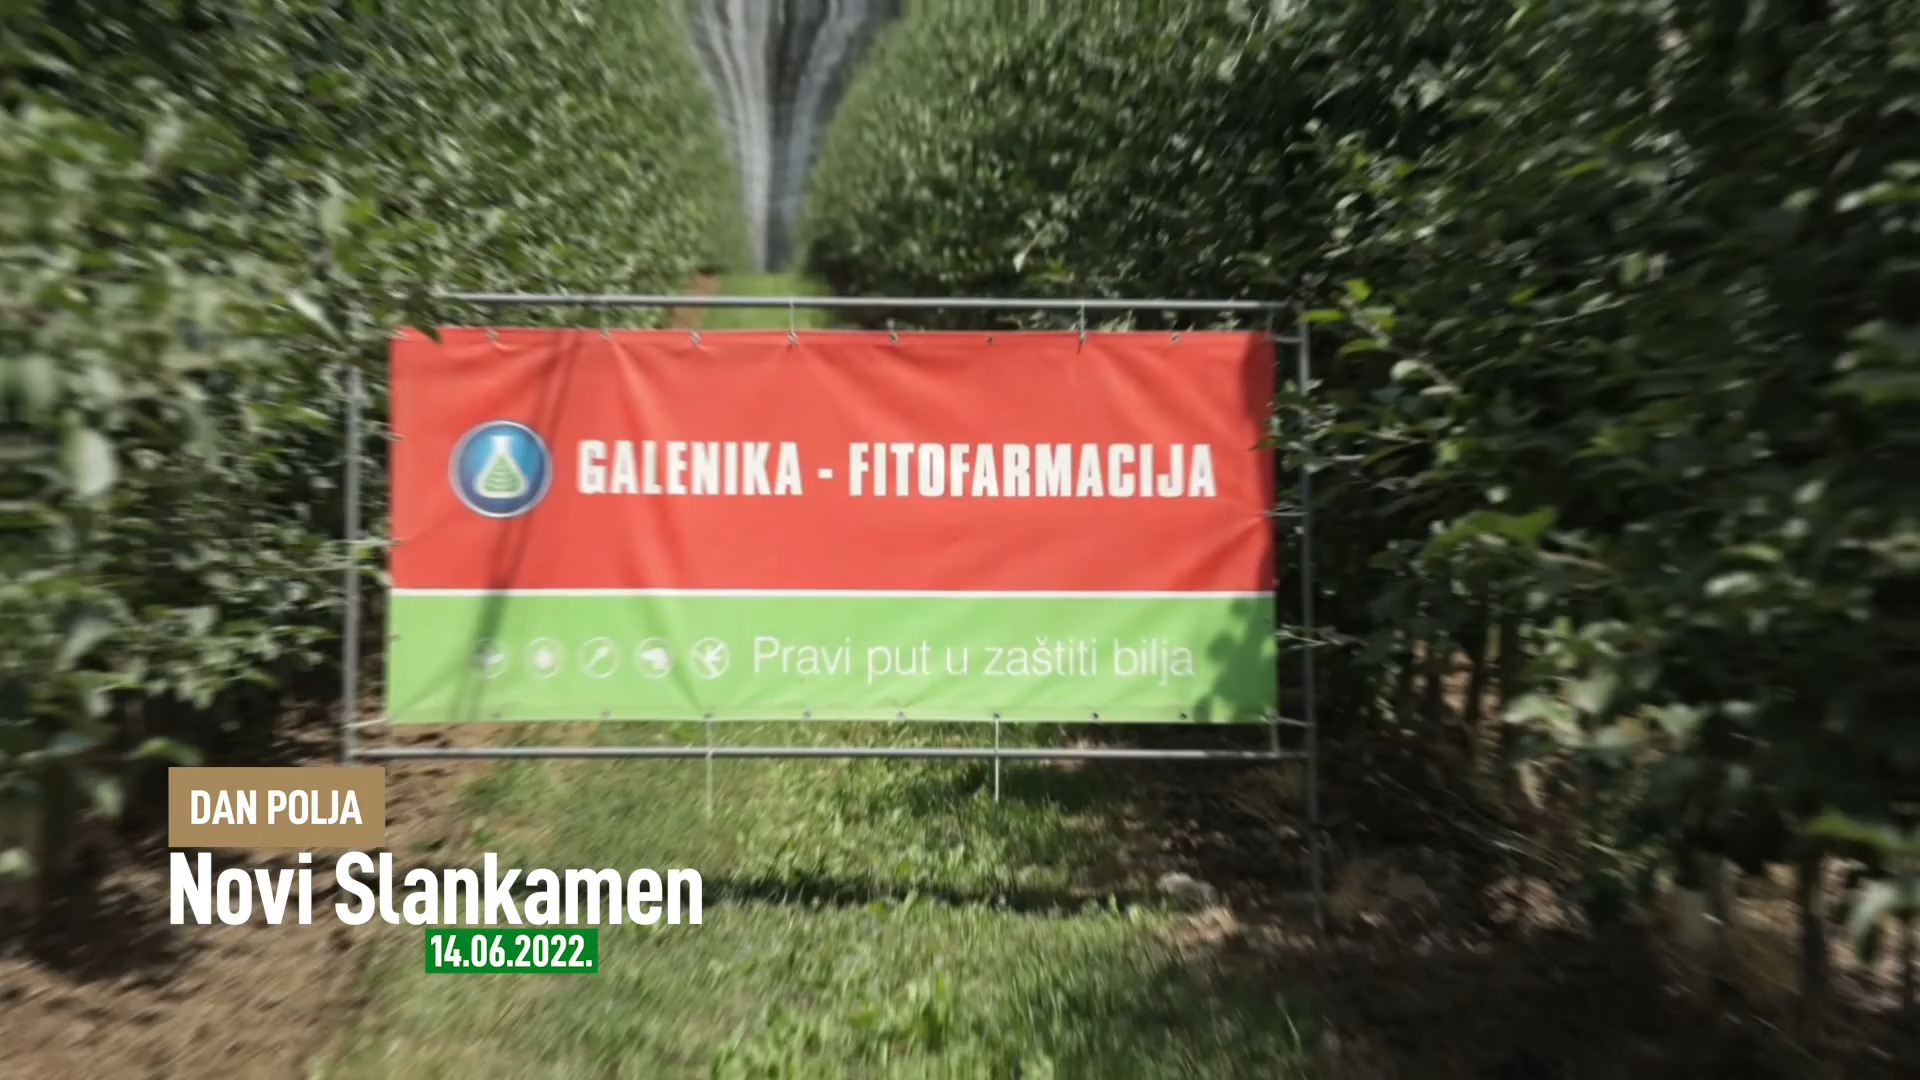 GALENIKA - FITOFARMACIJA
Pravi put u zaštiti bilja
DAN POLJA
Novi Slankamen
14.06.2022.